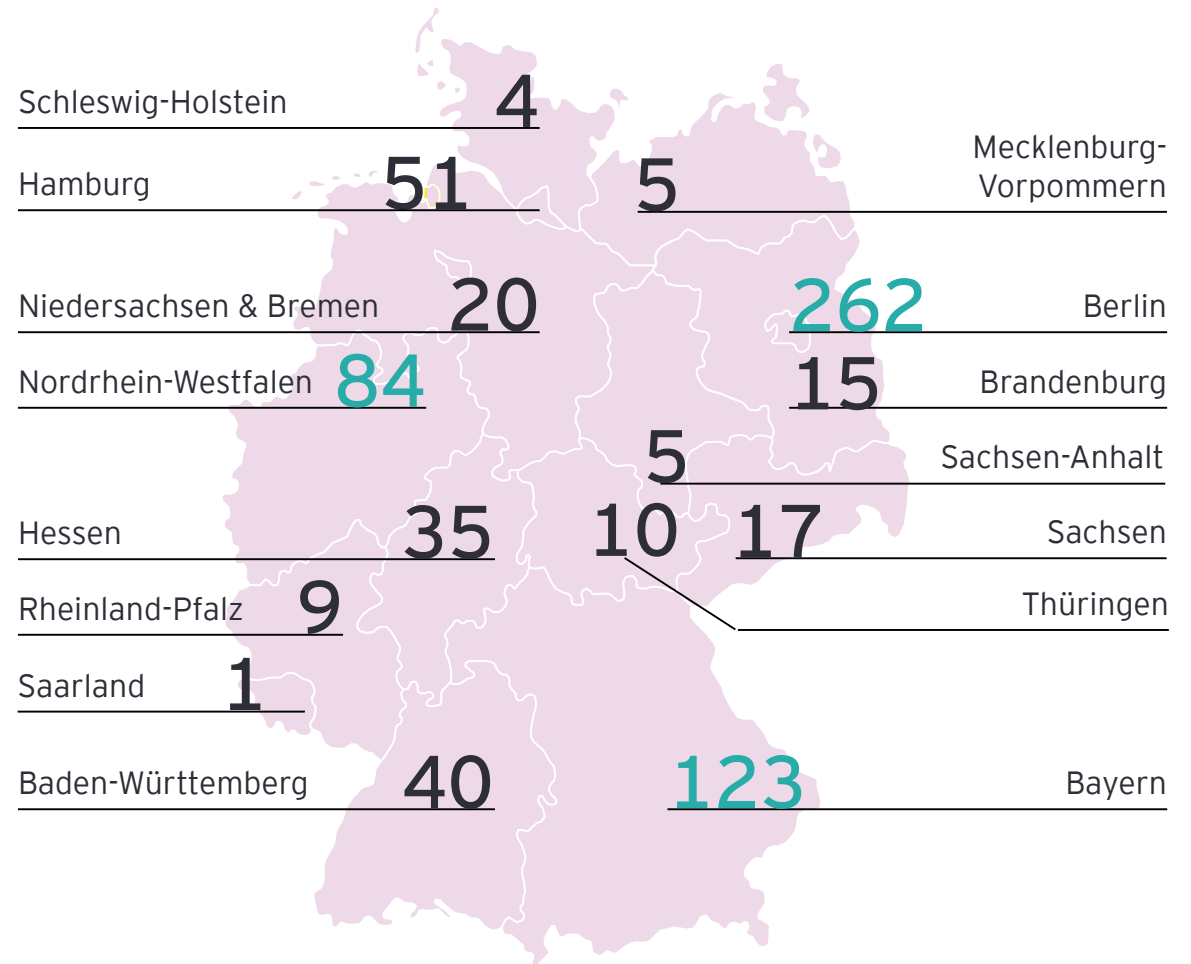 Schleswig-Holstein 4
Hamburg 51
Mecklenburg-
Vorpommern 5
Niedersachsen & Bremen 20
262 Berlin
Nordrhein-Westfalen 84
15 Brandenburg
5 Sachsen-Anhalt
Hessen 35
17 Sachsen
10 Thüringen
Rheinland-Pfalz 9
Saarland 1
Baden-Württemberg 40
123 Bayern